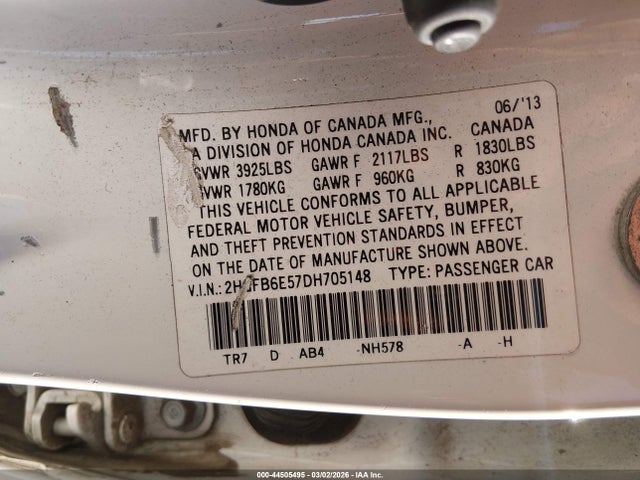 06/'13
MFD. BY HONDA OF CANADA MFG.,
A DIVISION OF HONDA CANADA INC. CANADA
GVWR 3925LBS GAWR F 2117LBS R 1830LBS
GVWR 1780KG GAWR F 960KG R 830KG
THIS VEHICLE CONFORMS TO ALL APPLICABLE
FEDERAL MOTOR VEHICLE SAFETY, BUMPER,
AND THEFT PREVENTION STANDARDS IN EFFECT
ON THE DATE OF MANUFACTURE SHOWN ABOVE.
V.I.N.: TYPE: PASSENGER CAR
TR7 D AB4 -NH578 -A -H
00-44505495 | 03/02/2026 | IAA Inc.